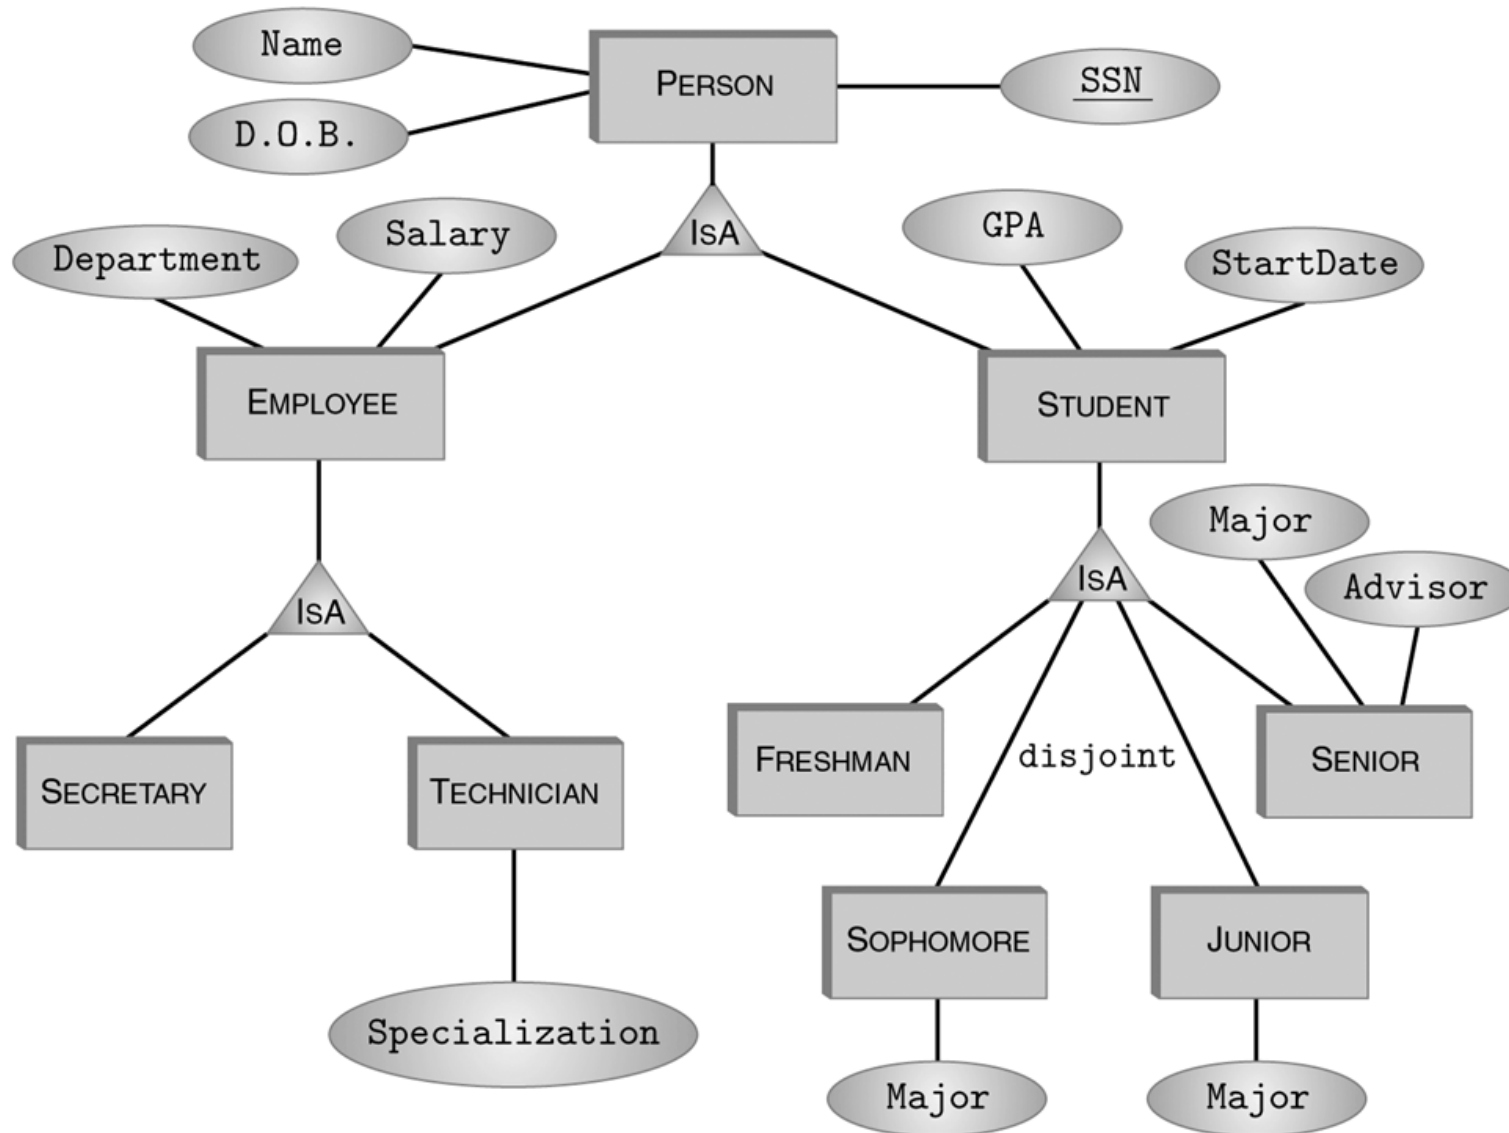 Name
PERSON
SSN
D.O.B.
Department
Salary
ISA
GPA
StartDate
EMPLOYEE
STUDENT
Major
ISA
Advisor
ISA
FRESHMAN
disjoint
SENIOR
SECRETARY
TECHNICIAN
SOPHOMORE
JUNIOR
Specialization
Major
Major